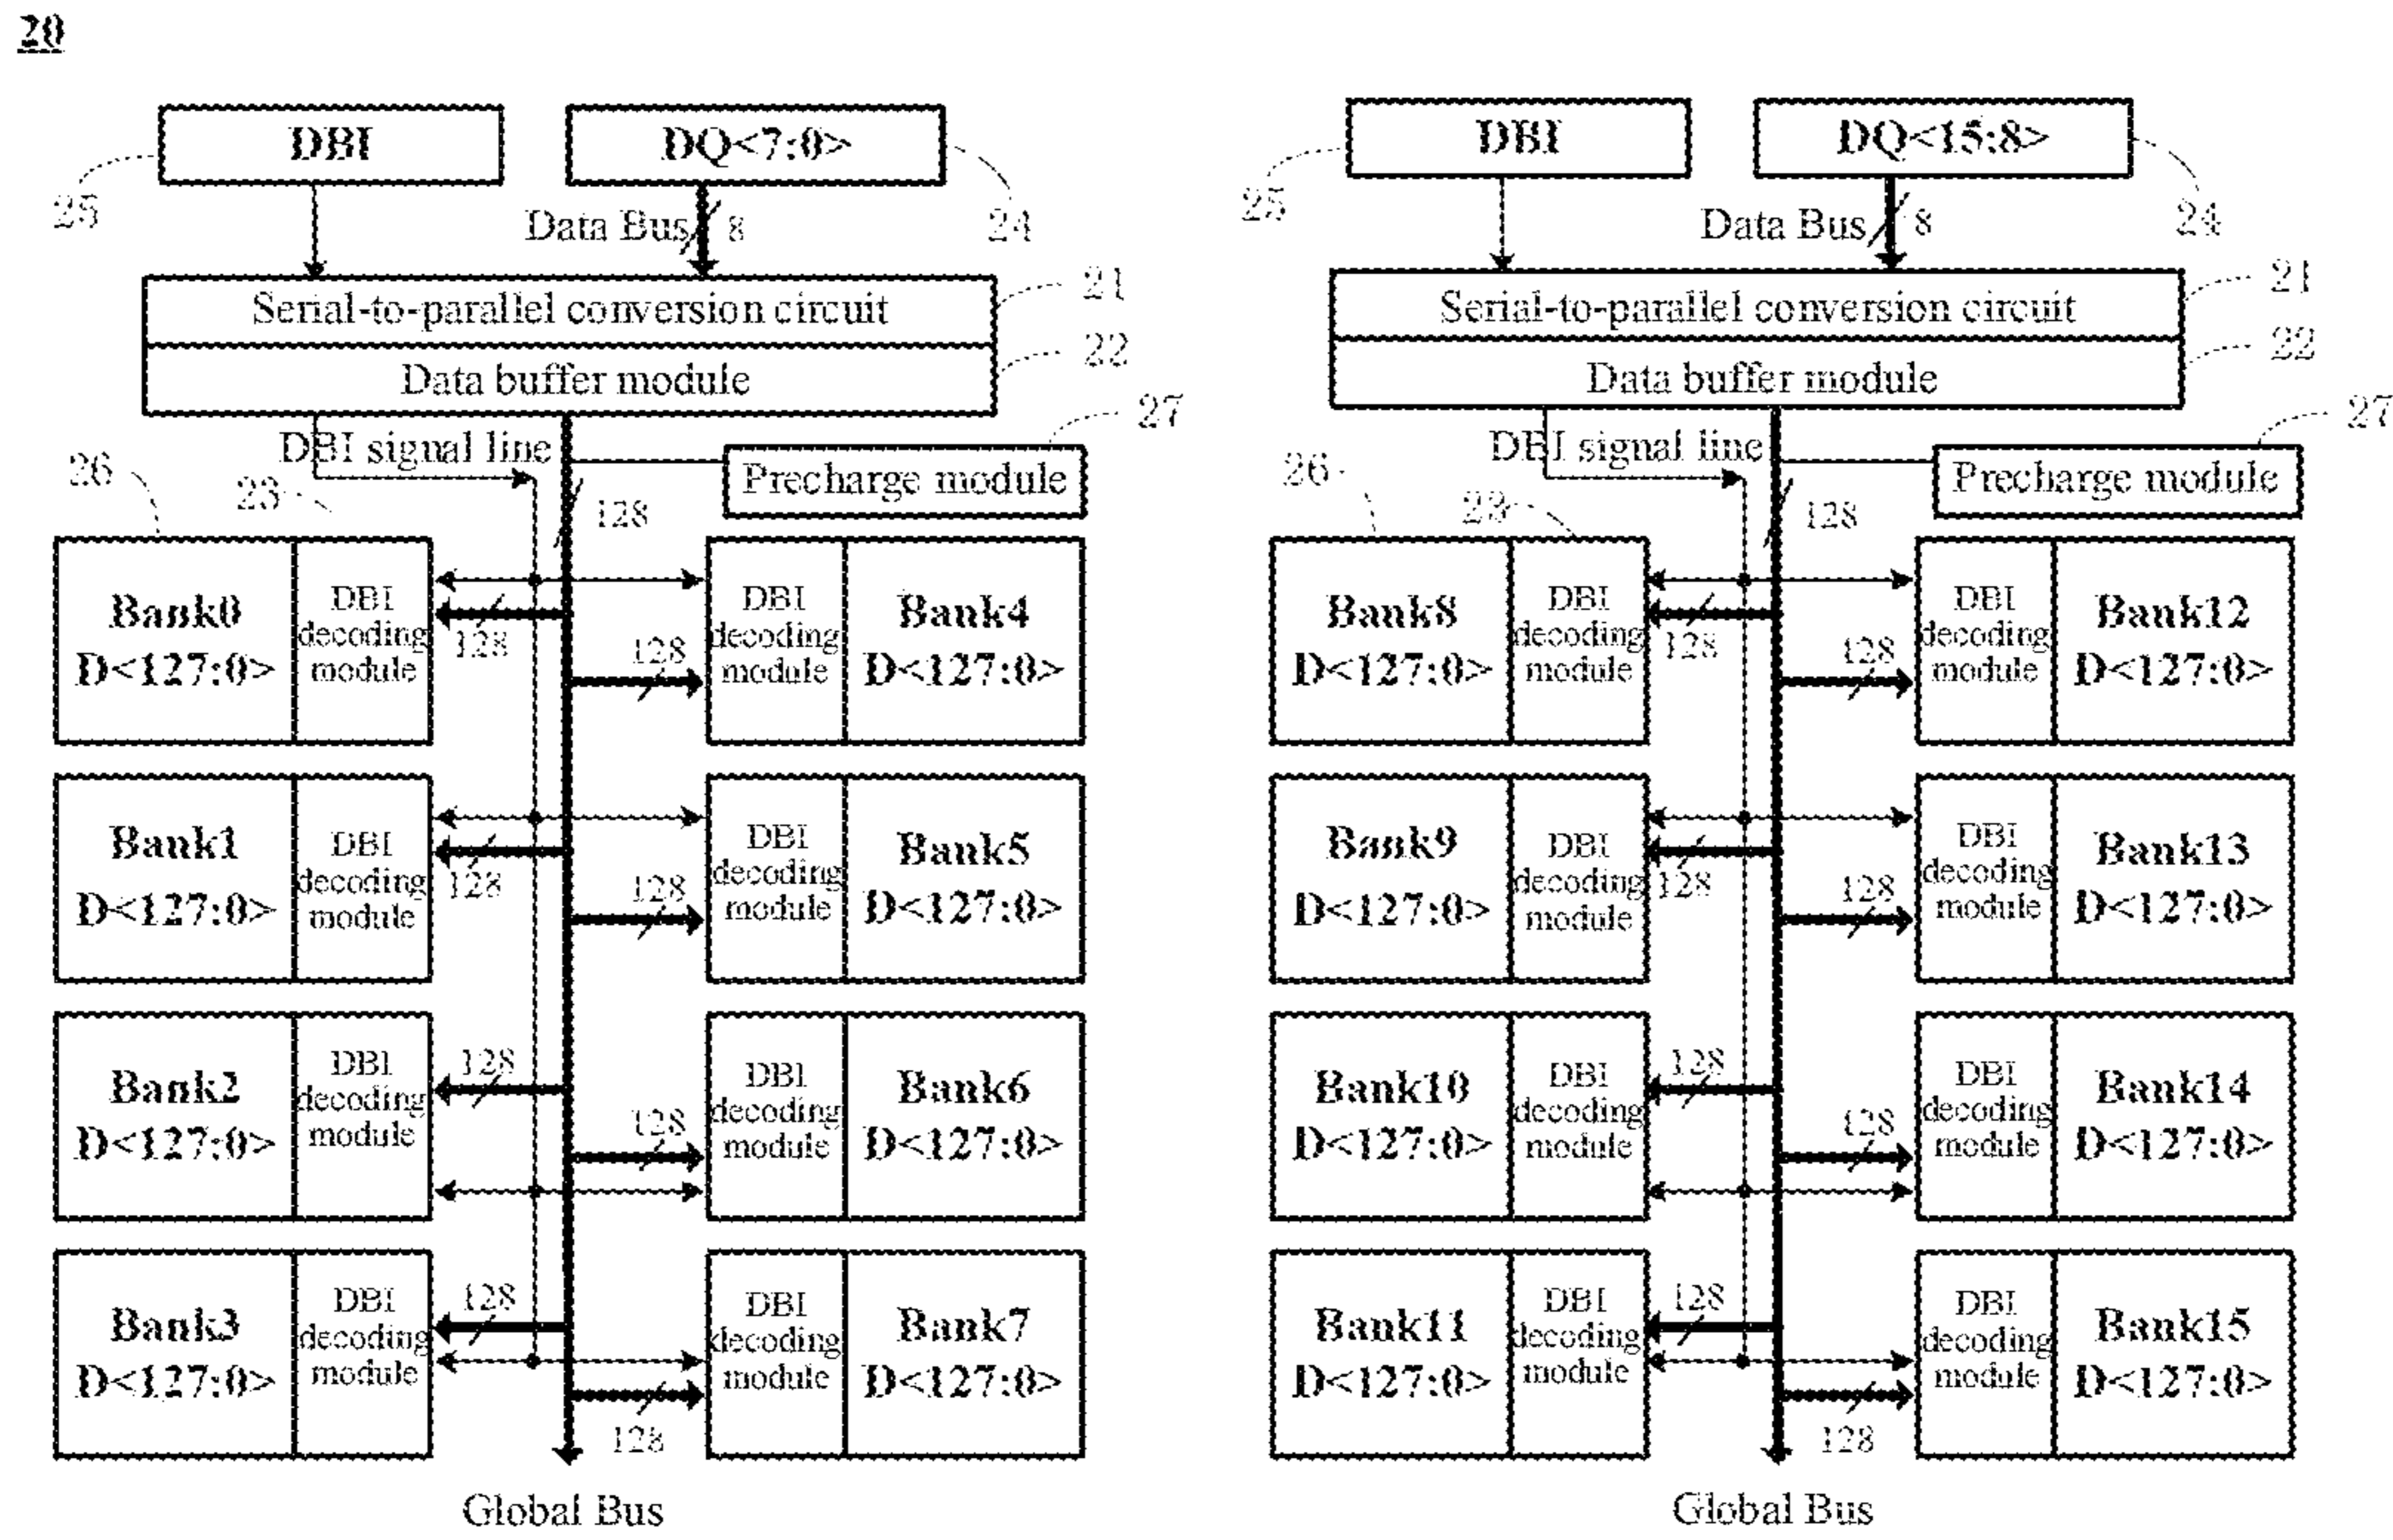 20
DBI
DQ<7:0>
25
Data Bus
8
24
Serial-to-parallel conversion circuit
21
Data buffer module
22
DBI signal line
27
Precharge module
26
23
128
Bank0
D<127:0>
DBI
decoding
module
128
128
DBI
decoding
module
Bank4
D<127:0>
Bank1
D<127:0>
DBI
decoding
module
128
128
DBI
decoding
module
Bank5
D<127:0>
Bank2
D<127:0>
DBI
decoding
module
128
128
DBI
decoding
module
Bank6
D<127:0>
Bank3
D<127:0>
DBI
decoding
module
128
128
DBI
decoding
module
Bank7
D<127:0>
Global Bus
DBI
DQ<15:8>
25
Data Bus
8
24
Serial-to-parallel conversion circuit
21
Data buffer module
22
DBI signal line
27
Precharge module
26
23
128
Bank8
D<127:0>
DBI
decoding
module
128
128
DBI
decoding
module
Bank12
D<127:0>
Bank9
D<127:0>
DBI
decoding
module
128
128
DBI
decoding
module
Bank13
D<127:0>
Bank10
D<127:0>
DBI
decoding
module
128
128
DBI
decoding
module
Bank14
D<127:0>
Bank11
D<127:0>
DBI
decoding
module
128
128
DBI
decoding
module
Bank15
D<127:0>
Global Bus